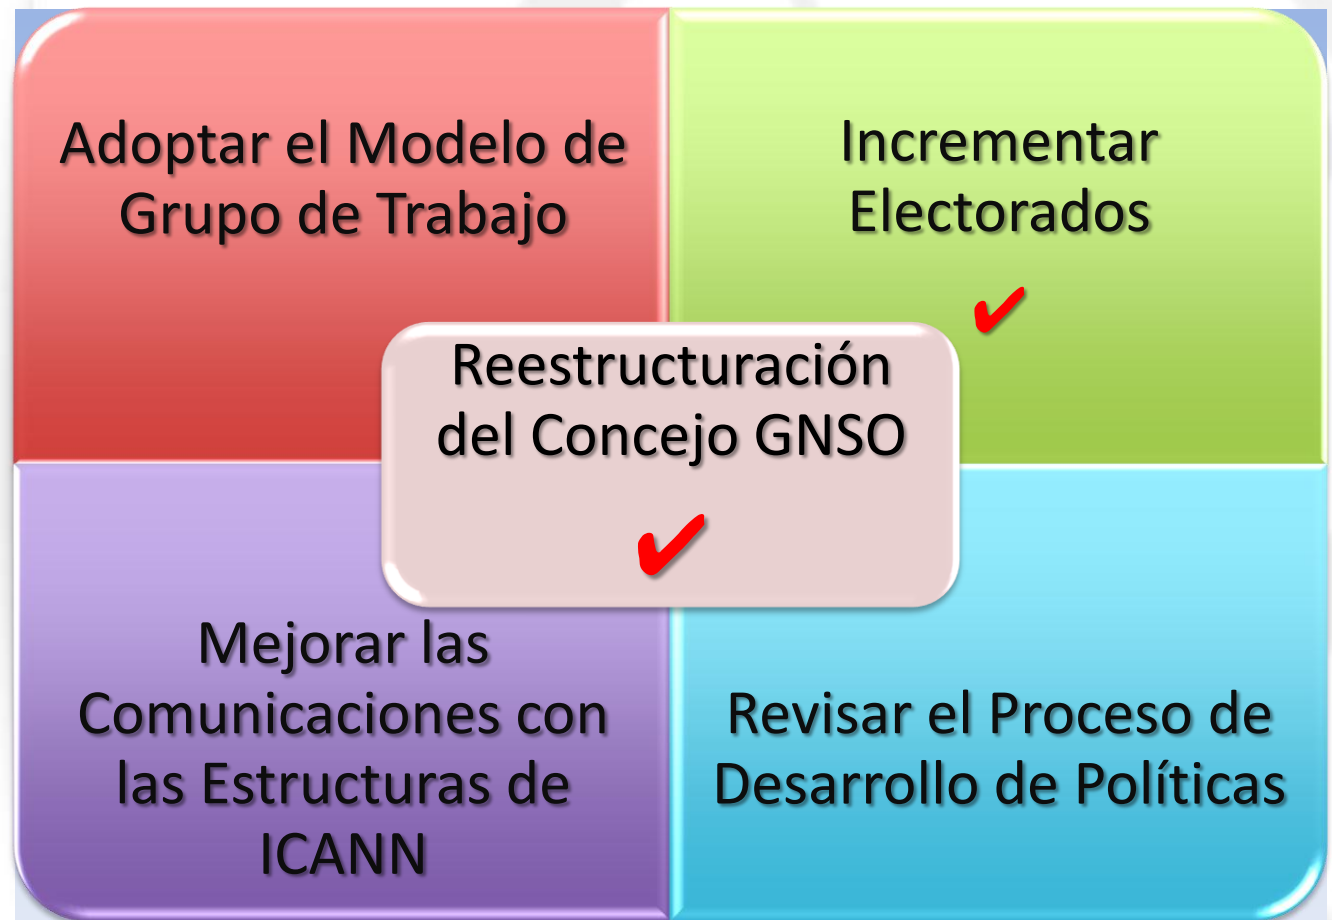 Adoptar el Modelo de
Grupo de Trabajo
Incrementar
Electorados
✔
Reestructuración
del Concejo GNSO
✔
Mejorar las
Comunicaciones con
las Estructuras de
ICANN
Revisar el Proceso de
Desarrollo de Políticas